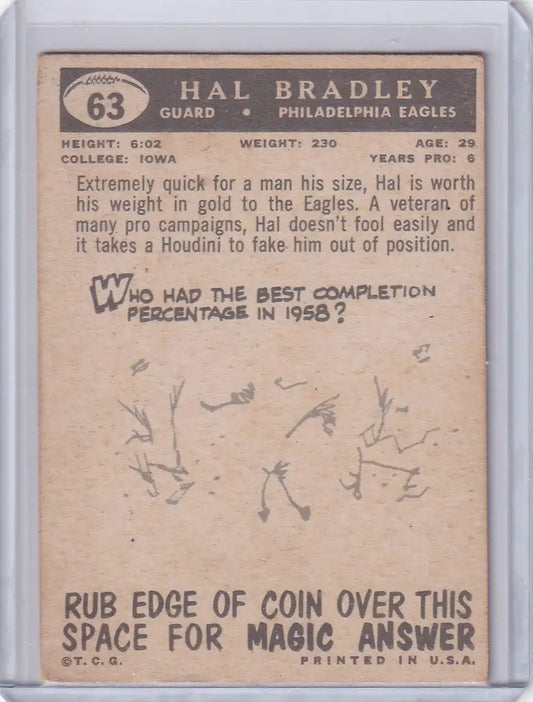 63
HAL BRADLEY
GUARD • PHILADELPHIA EAGLES
HEIGHT: 6:02 WEIGHT: 230 AGE: 29
COLLEGE: IOWA YEARS PRO: 6
Extremely quick for a man his size, Hal is worth
his weight in gold to the Eagles. A veteran of
many pro campaigns, Hal doesn't fool easily and
it takes a Houdini to fake him out of position.
WHO HAD THE BEST COMPLETION
PERCENTAGE IN 1958?
RUB EDGE OF COIN OVER THIS
SPACE FOR MAGIC ANSWER
©T.C.G. PRINTED IN U.S.A.